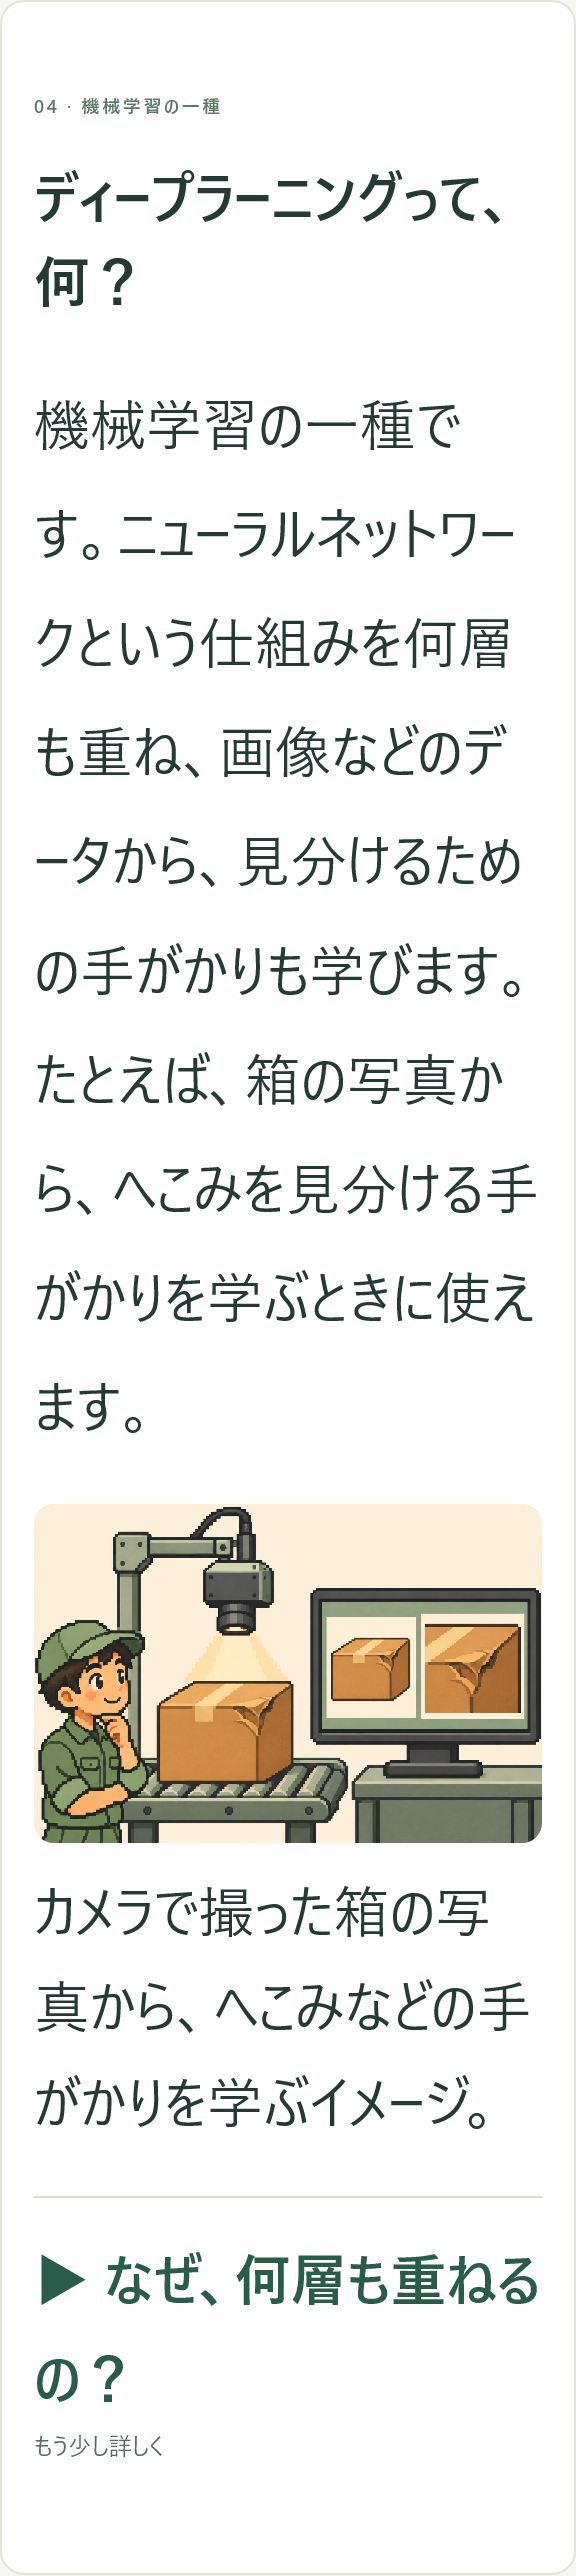 04 · 機械学習の一種
ディープラーニングって、
何？
機械学習の一種で
す。ニューラルネットワー
クという仕組みを何層
も重ね、画像などのデ
ータから、見分けるため
の手がかりも学びます。
たとえば、箱の写真か
ら、へこみを見分ける手
がかりを学ぶときに使え
ます。
カメラで撮った箱の写
真から、へこみなどの手
がかりを学ぶイメージ。
▶ なぜ、何層も重ねる
の？
もう少し詳しく